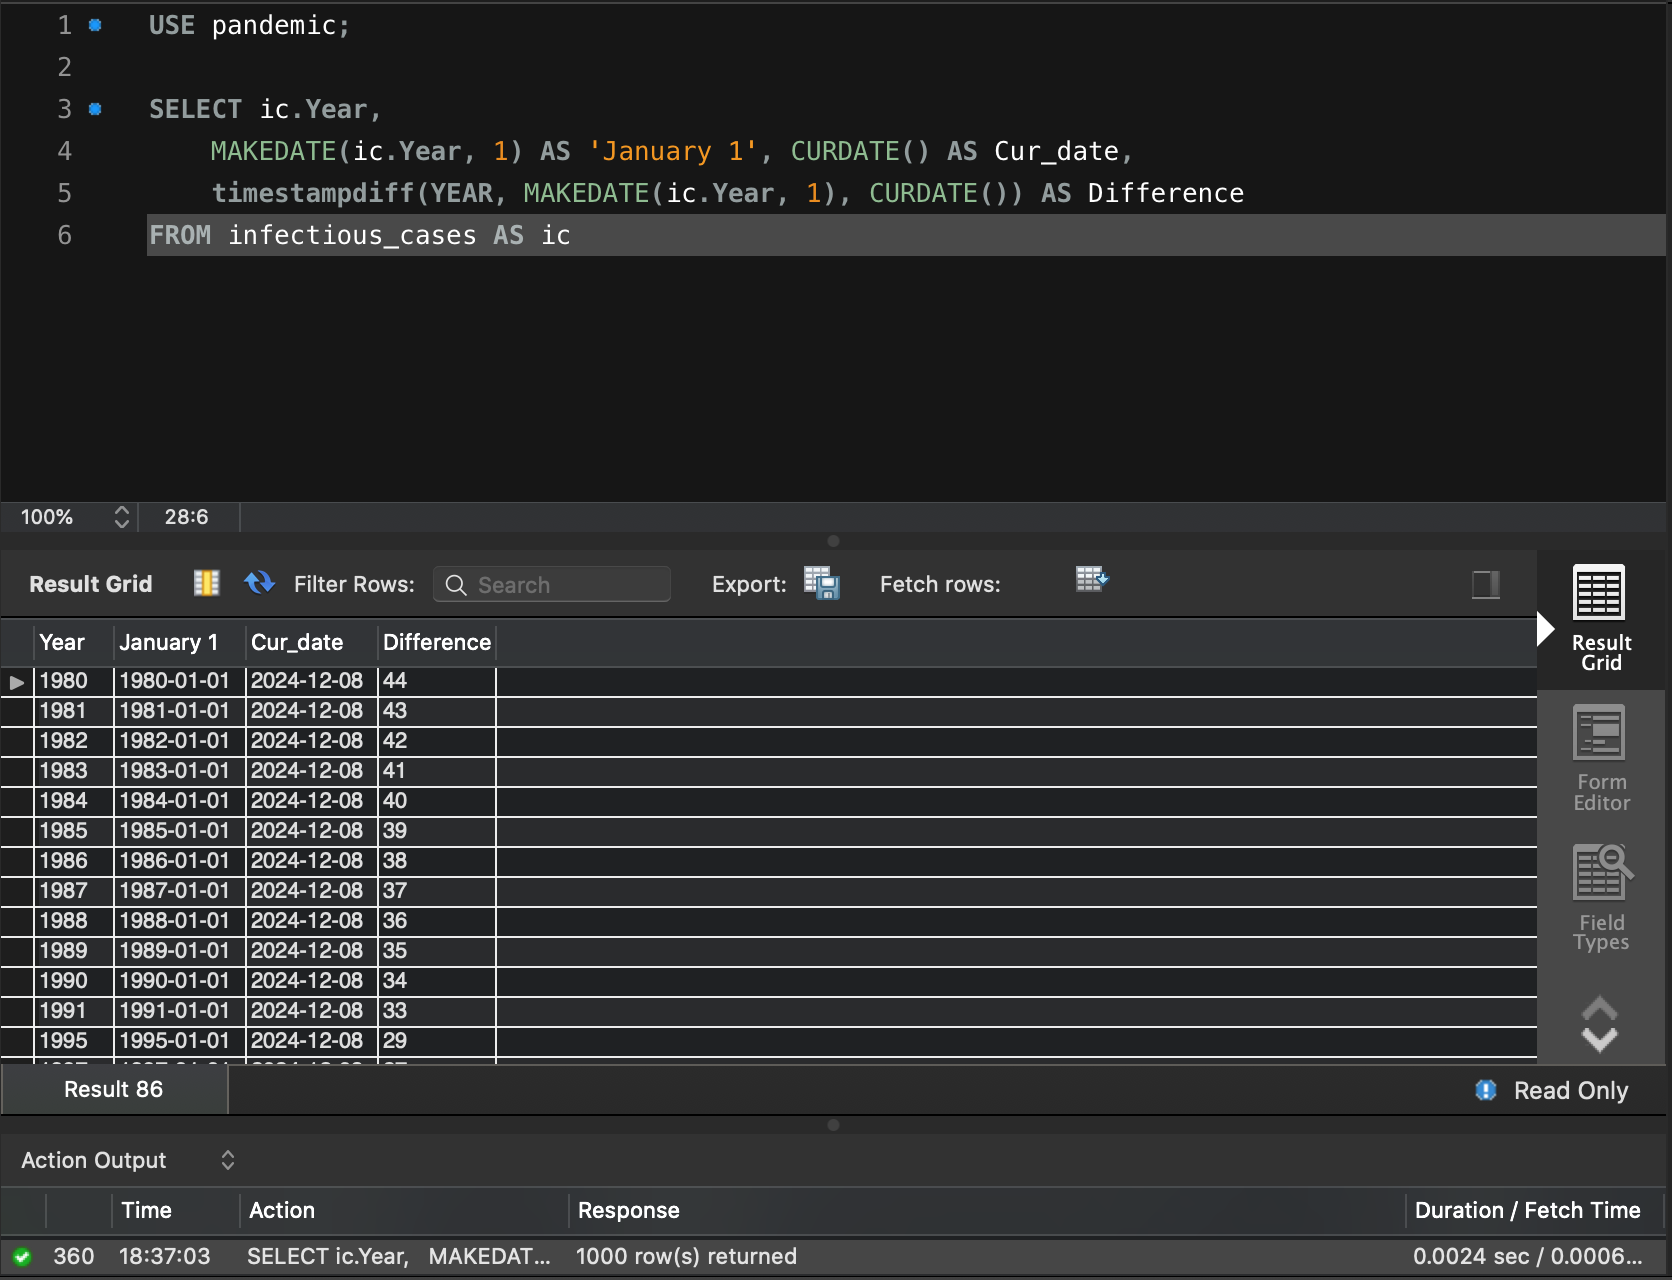 1 USE pandemic;
2
3 SELECT ic.Year,
4 MAKEDATE(ic.Year, 1) AS 'January 1', CURDATE() AS Cur_date,
5 timestampdiff(YEAR, MAKEDATE(ic.Year, 1), CURDATE()) AS Difference
6 FROM infectious_cases AS ic
100% 28:6
Result Grid Filter Rows: Search Export: Fetch rows:
Year January 1 Cur_date Difference
1980 1980-01-01 2024-12-08 44
1981 1981-01-01 2024-12-08 43
1982 1982-01-01 2024-12-08 42
1983 1983-01-01 2024-12-08 41
1984 1984-01-01 2024-12-08 40
1985 1985-01-01 2024-12-08 39
1986 1986-01-01 2024-12-08 38
1987 1987-01-01 2024-12-08 37
1988 1988-01-01 2024-12-08 36
1989 1989-01-01 2024-12-08 35
1990 1990-01-01 2024-12-08 34
1991 1991-01-01 2024-12-08 33
1995 1995-01-01 2024-12-08 29
Result
Grid
Form
Editor
Field
Types
Result 86 Read Only
Action Output
Time Action Response Duration / Fetch Time
360 18:37:03 SELECT ic.Year, MAKEDAT... 1000 row(s) returned 0.0024 sec / 0.0006...